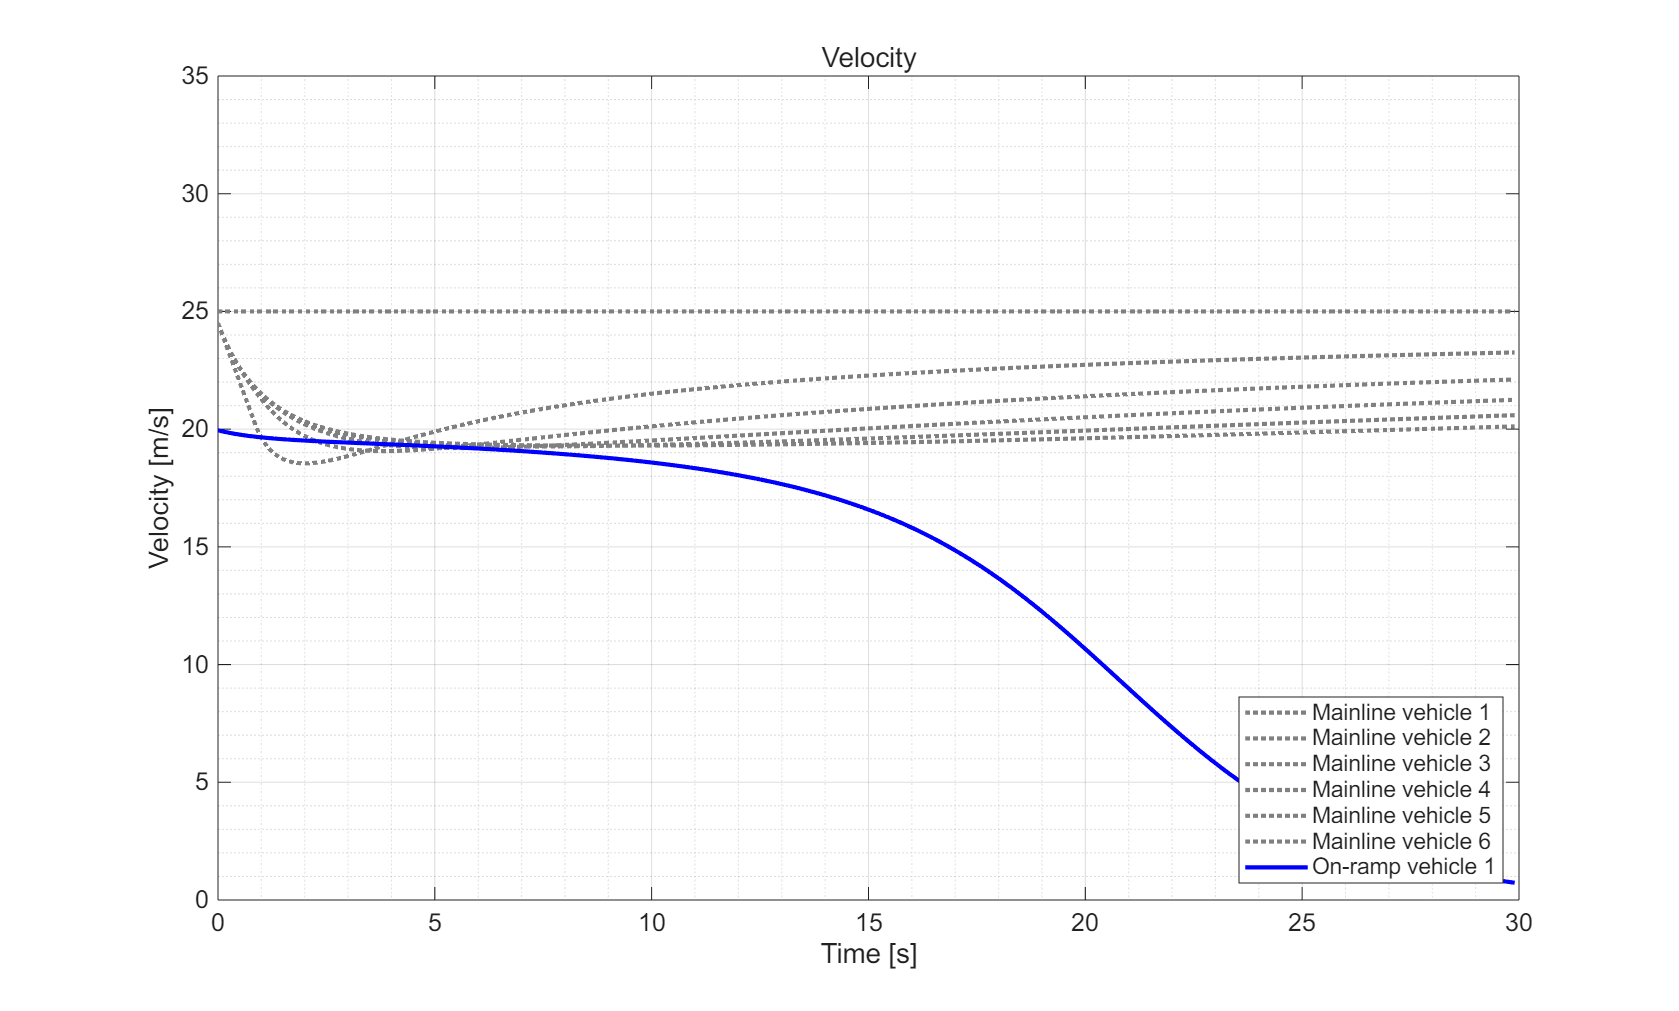 Velocity
35
30
25
20
15
10
5
0
Velocity [m/s]
0 5 10 15 20 25 30
Time [s]
Mainline vehicle 1
Mainline vehicle 2
Mainline vehicle 3
Mainline vehicle 4
Mainline vehicle 5
Mainline vehicle 6
On-ramp vehicle 1